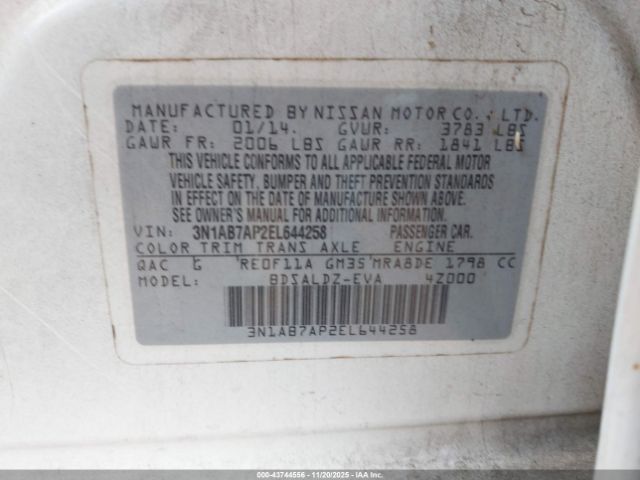 MANUFACTURED BY NISSAN MOTOR CO., LTD.
DATE: 01/14. GVWR: 3783 LBS
GAWR FR: 2006 LBS GAWR RR: 1841 LBS
THIS VEHICLE CONFORMS TO ALL APPLICABLE FEDERAL MOTOR
VEHICLE SAFETY, BUMPER AND THEFT PREVENTION STANDARDS
IN EFFECT ON THE DATE OF MANUFACTURE SHOWN ABOVE.
SEE OWNER'S MANUAL FOR ADDITIONAL INFORMATION.
VIN: 3N1AB7AP2EL644258 PASSENGER CAR.
COLOR TRIM TRANS AXLE ENGINE
QAC G RE0F11A GM35 MRA8DE 1798 CC
MODEL: BDSALDZ-EVA 4Z000
3N1AB7AP2EL644258
000-43744556 - 11/20/2025 - IAAI.COM